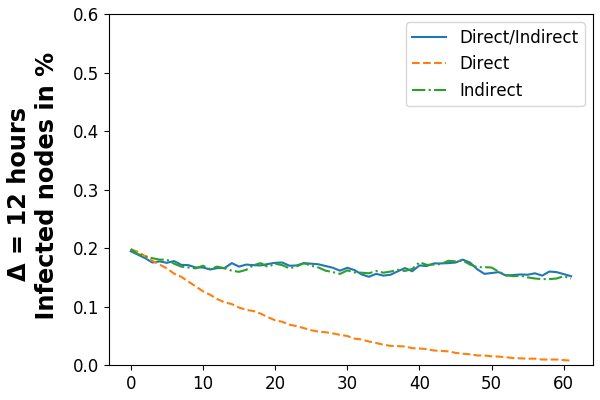 Δ = 12 hours
Infected nodes in %
0.6
0.5
0.4
0.3
0.2
0.1
0.0
0 10 20 30 40 50 60
Direct/Indirect
Direct
Indirect